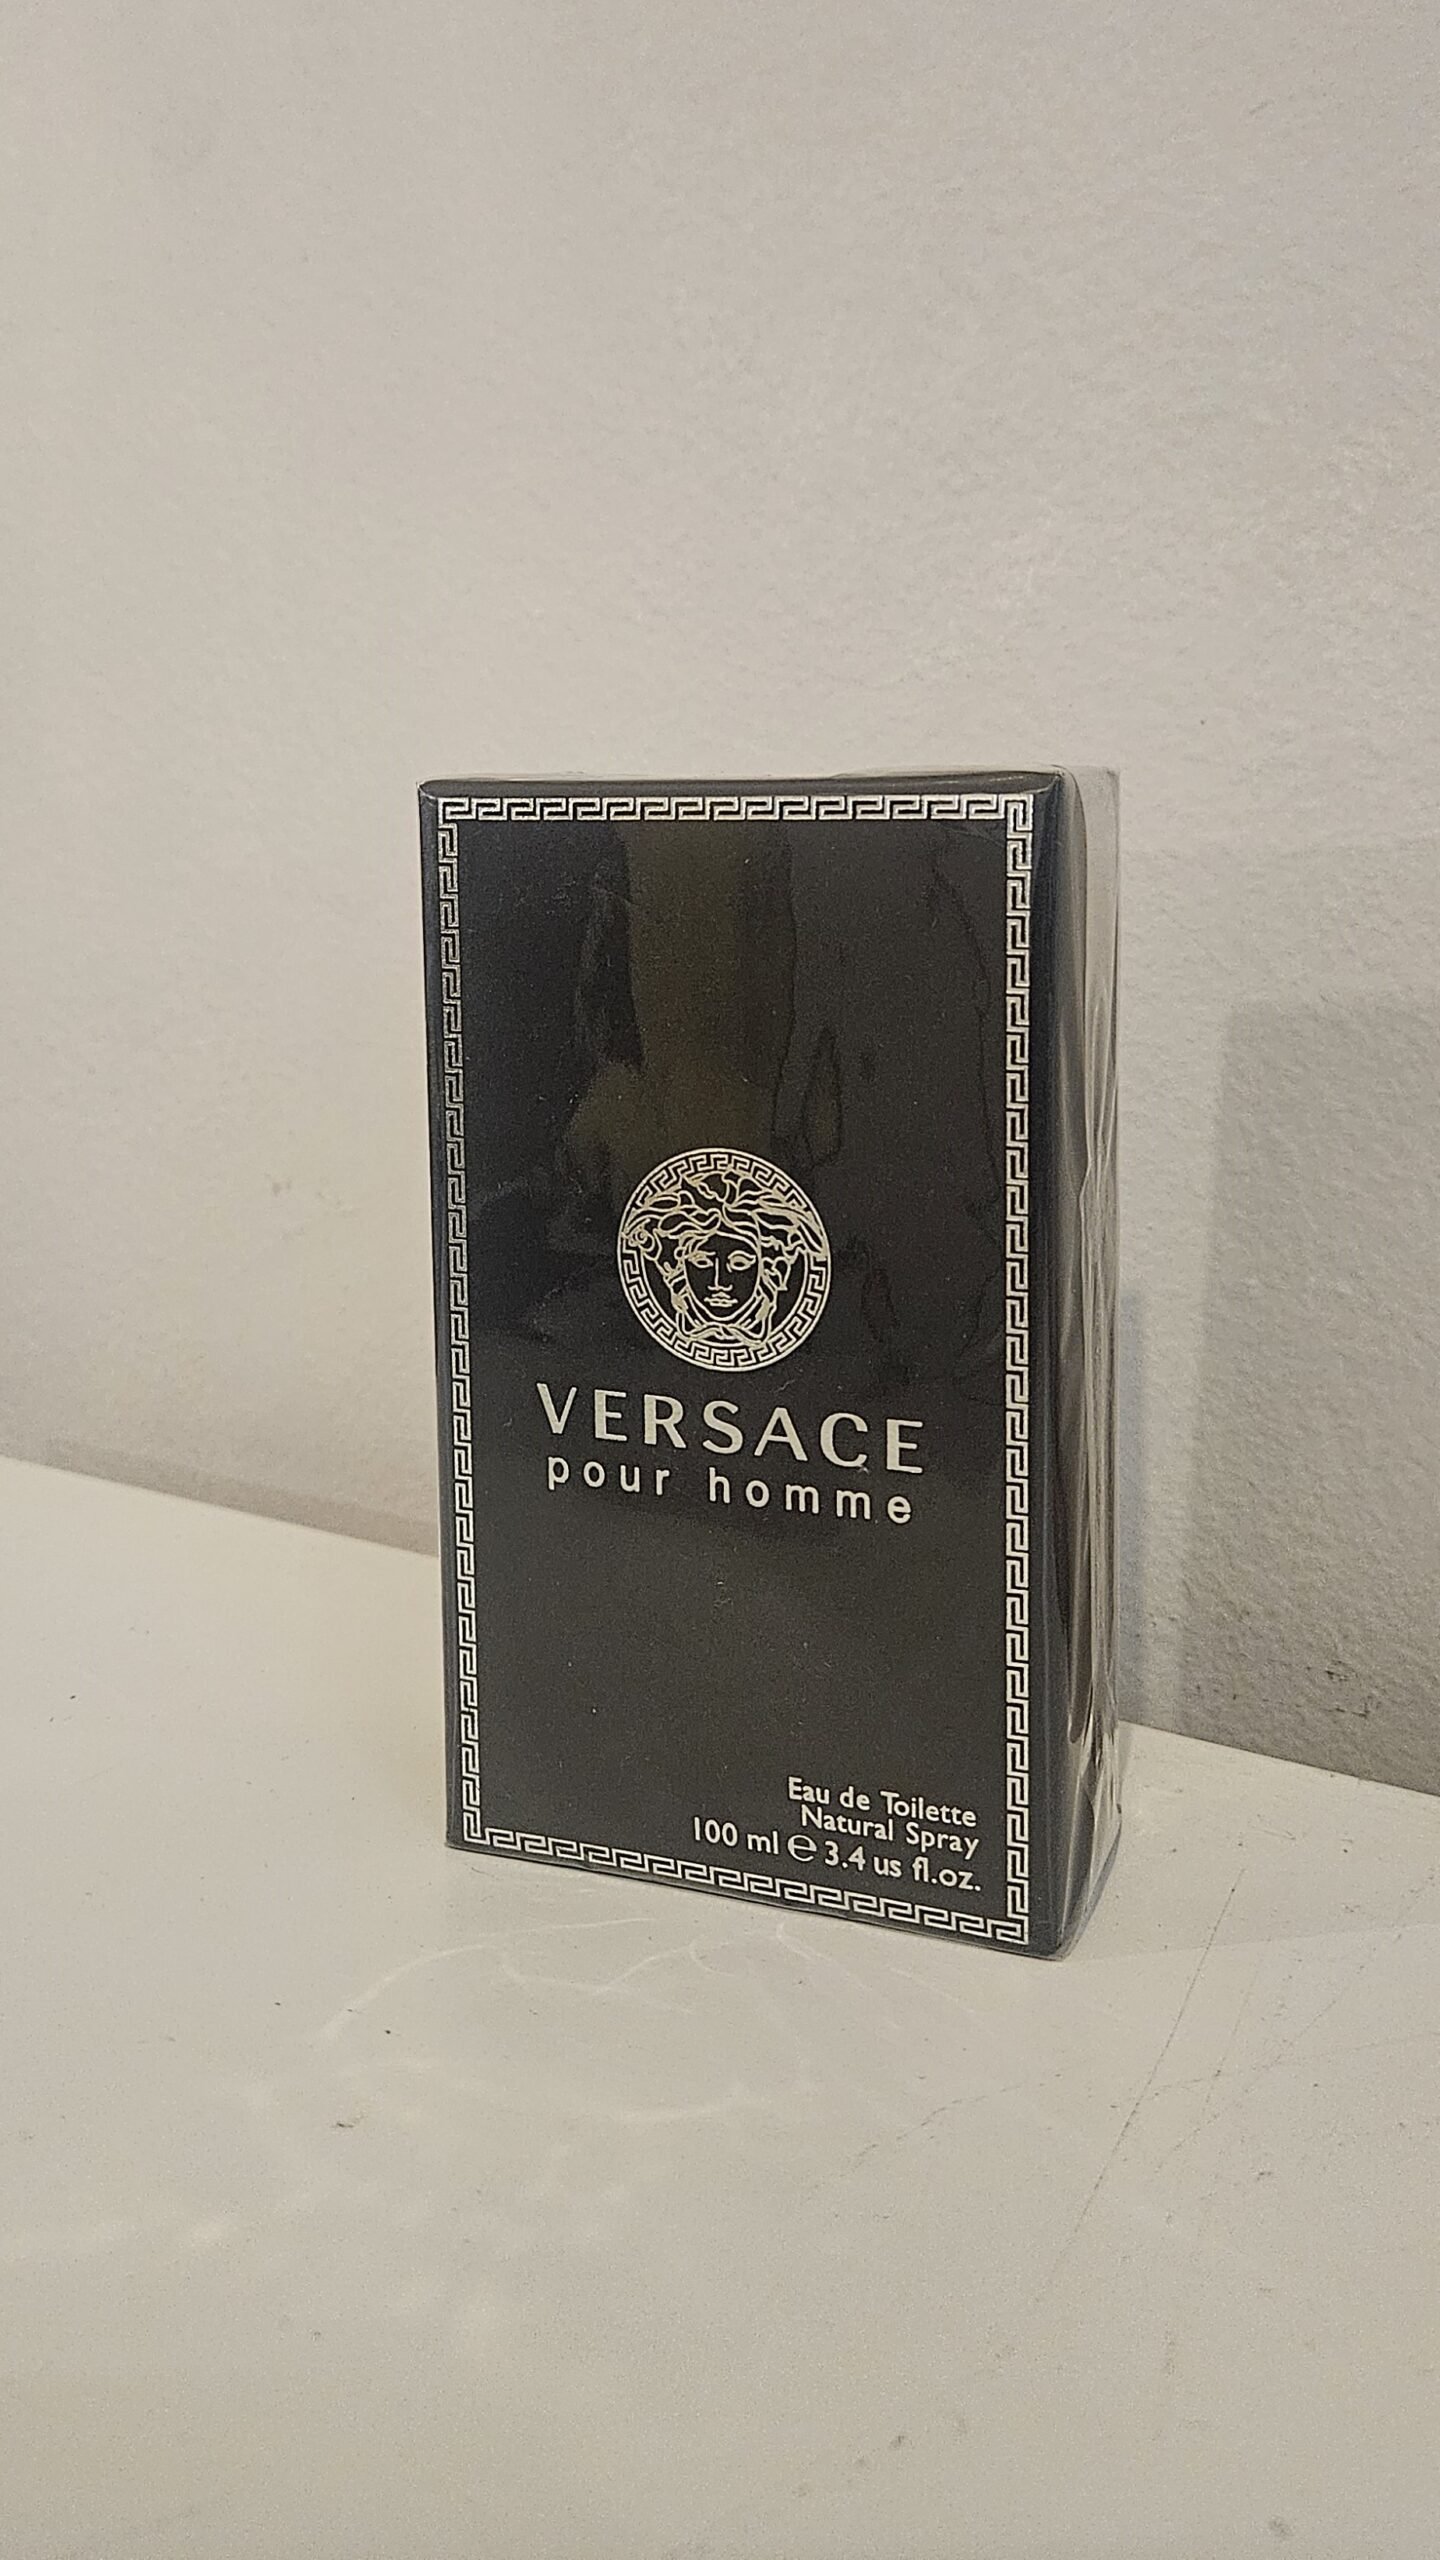 VERSACE
pour homme
Eau de Toilette
Natural Spray
100 ml ℮ 3.4 us fl.oz.